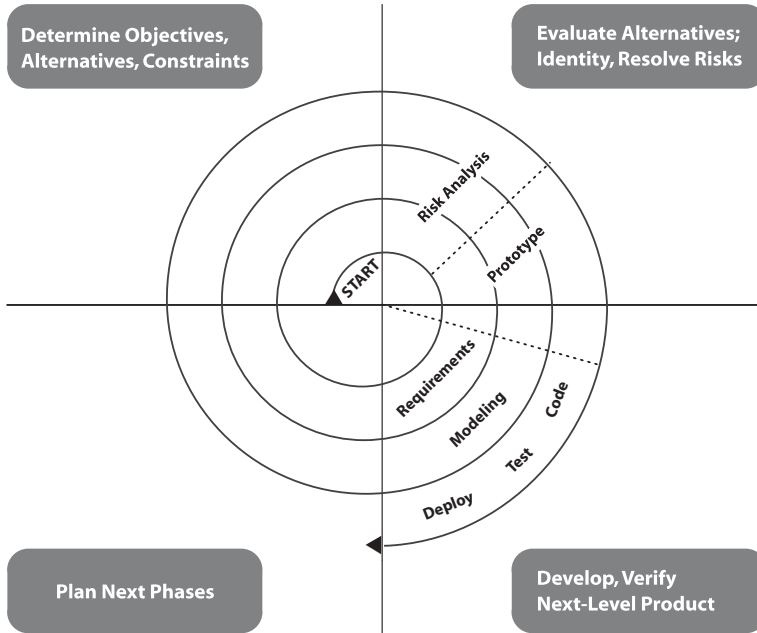 Determine Objectives,
Alternatives, Constraints
Evaluate Alternatives;
Identity, Resolve Risks
Risk Analysis
Prototype
START
Requirements
Modeling
Code
Test
Deploy
Plan Next Phases
Develop, Verify
Next-Level Product